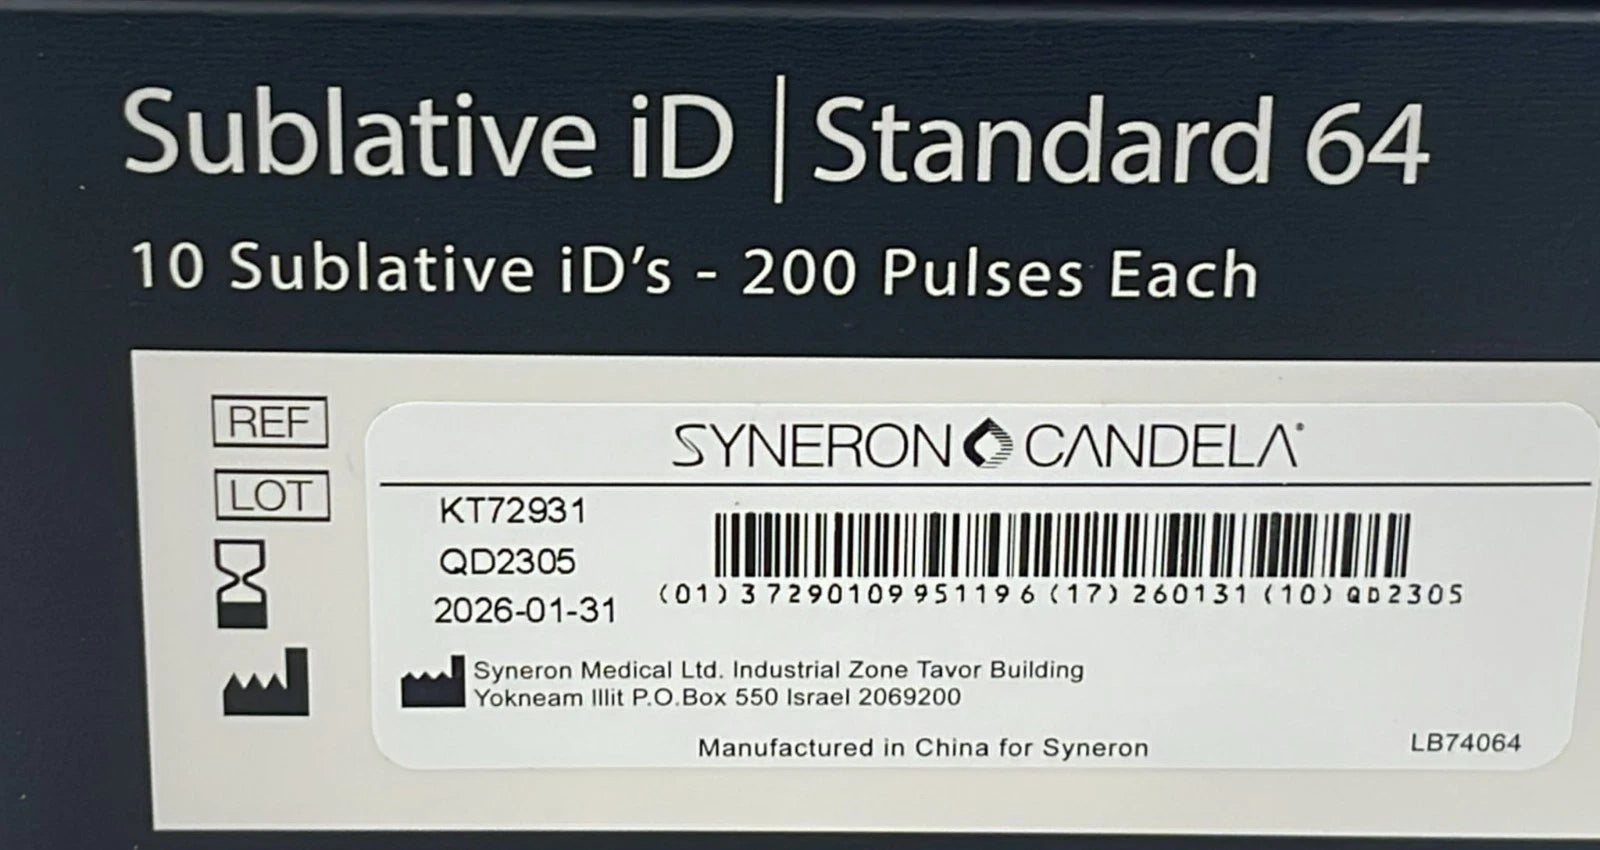 Sublative iD | Standard 64
10 Sublative iD’s - 200 Pulses Each
REF
LOT
SYNERON CANDELA
KT72931
QD2305
2026-01-31
(01)37290109951196(17)260131(10)QD2305
Syneron Medical Ltd. Industrial Zone Tavor Building
Yokneam Illit P.O.Box 550 Israel 2069200
Manufactured in China for Syneron
LB74064